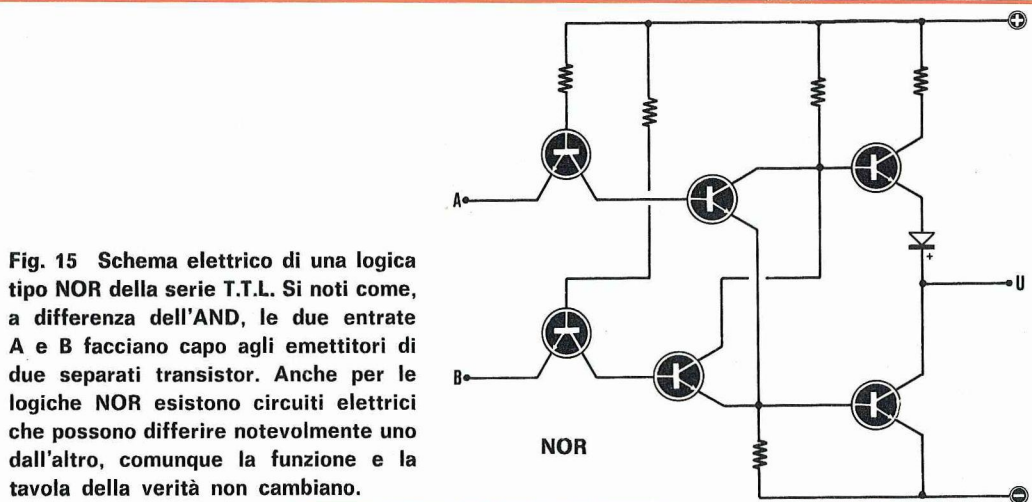 Fig. 15 Schema elettrico di una logica
tipo NOR della serie T.T.L. Si noti come,
a differenza dell'AND, le due entrate
A e B facciano capo agli emettitori di
due separati transistor. Anche per le
logiche NOR esistono circuiti elettrici
che possono differire notevolmente uno
dall'altro, comunque la funzione e la
tavola della verità non cambiano.
+
A
+
U
B
NOR
-